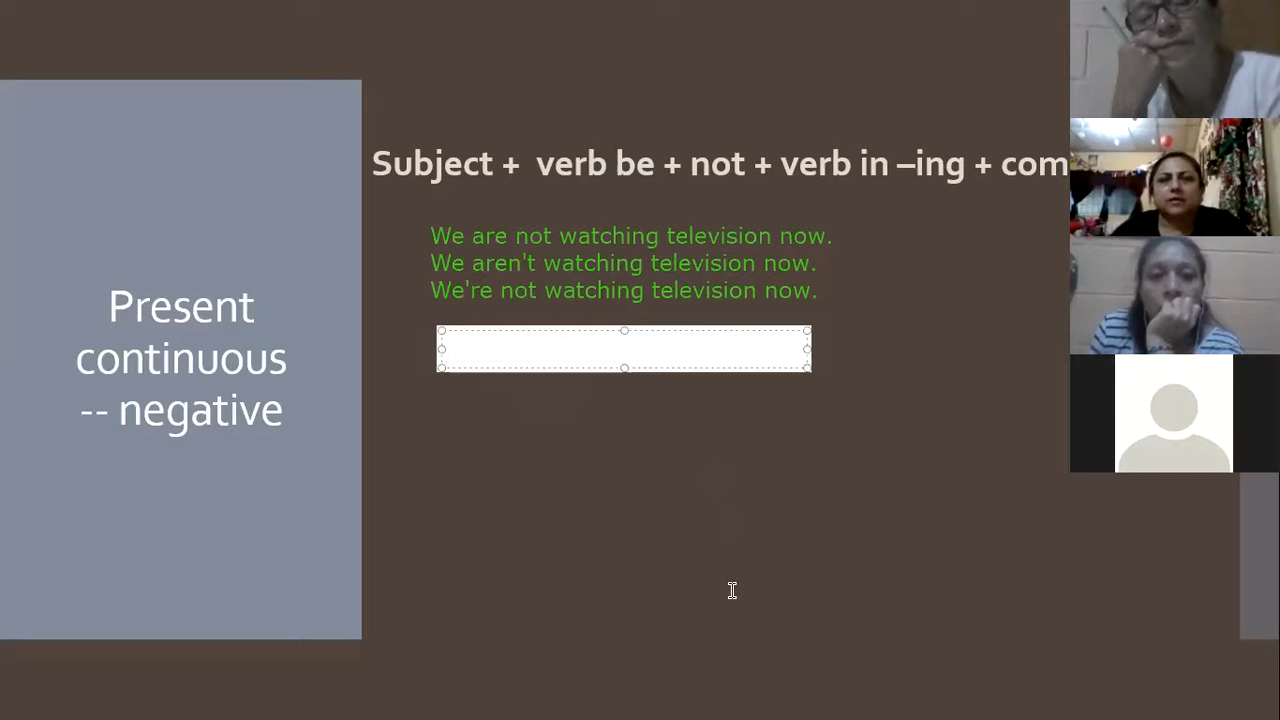 Subject + verb be + not + verb in –ing + com
We are not watching television now.
We aren't watching television now.
We're not watching television now.
Present
continuous
-- negative